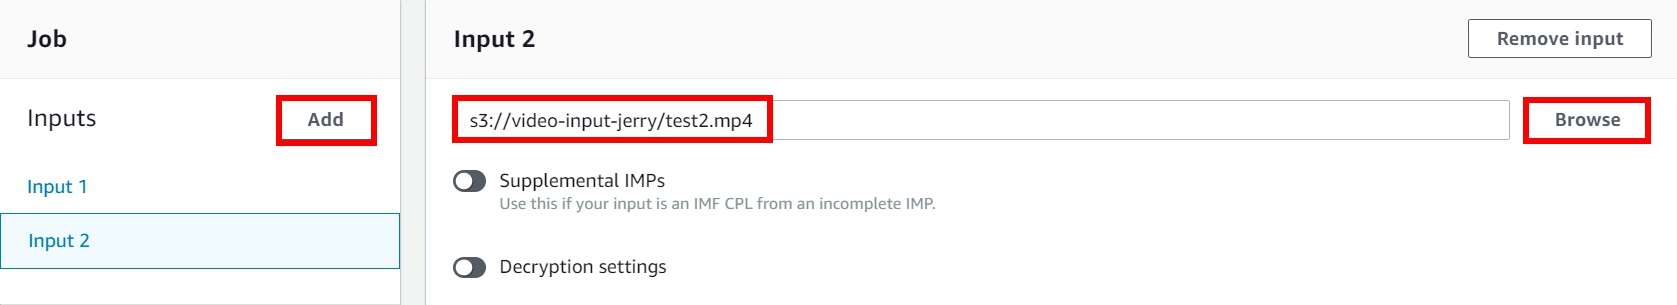 Job
Inputs
Add
Input 1
Input 2
Input 2
Remove input
s3://video-input-jerry/test2.mp4
Browse
Supplemental IMPs
Use this if your input is an IMF CPL from an incomplete IMP.
Decryption settings